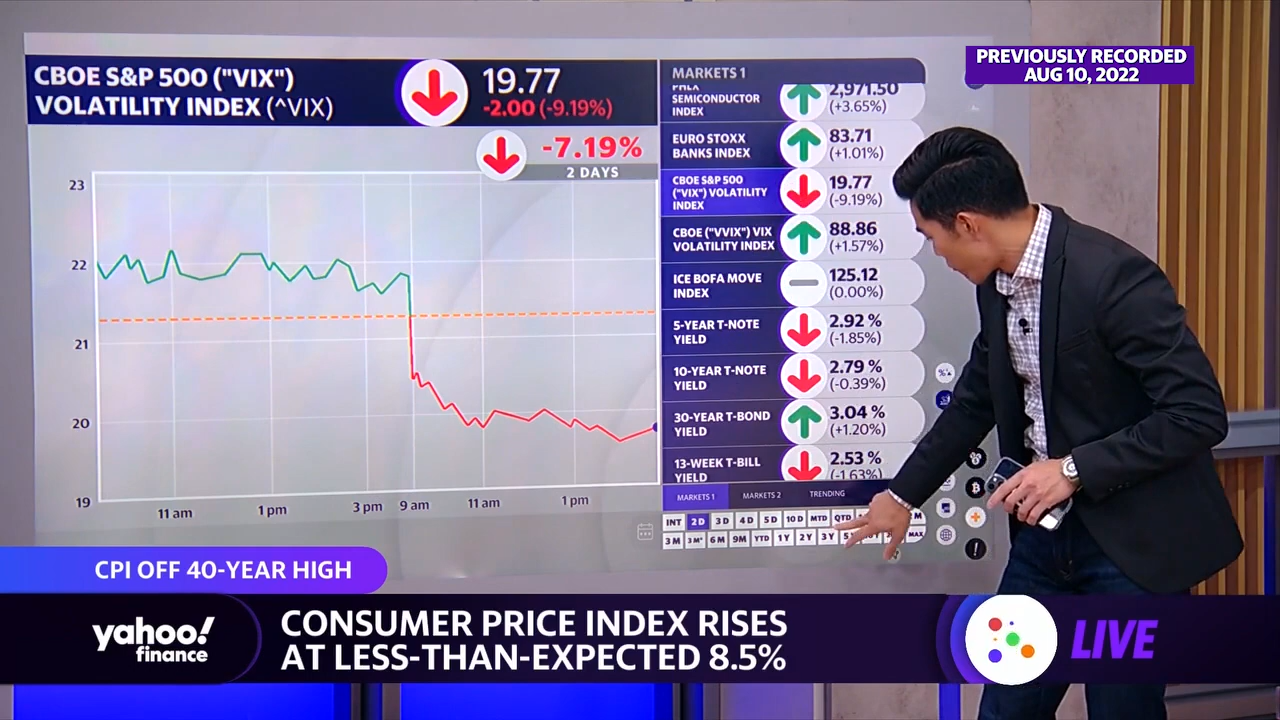 PREVIOUSLY RECORDED
AUG 10, 2022
CBOE S&P 500 ("VIX")
VOLATILITY INDEX (^VIX)
19.77
-2.00 (-9.19%)
-7.19%
2 DAYS
23
22
21
20
19
11 am
1 pm
3 pm
9 am
11 am
1 pm
MARKETS 1
PHLX
SEMICONDUCTOR
INDEX
2,971.50
(+3.65%)
EURO STOXX
BANKS INDEX
83.71
(+1.01%)
CBOE S&P 500
("VIX") VOLATILITY
INDEX
19.77
(-9.19%)
CBOE ("VVIX") VIX
VOLATILITY INDEX
88.86
(+1.57%)
ICE BOFA MOVE
INDEX
125.12
(0.00%)
5-YEAR T-NOTE
YIELD
2.92 %
(-1.85%)
10-YEAR T-NOTE
YIELD
2.79 %
(-0.39%)
30-YEAR T-BOND
YIELD
3.04 %
(+1.20%)
13-WEEK T-BILL
YIELD
2.53 %
(-1.63%)
MARKETS 1 MARKETS 2 TRENDING
INT 2D 3D 4D 5D 10D MTD QTD
3M 3M* 6M 9M YTD 1Y 2Y 3Y MAX
CPI OFF 40-YEAR HIGH
yahoo!
finance
CONSUMER PRICE INDEX RISES
AT LESS-THAN-EXPECTED 8.5%
LIVE